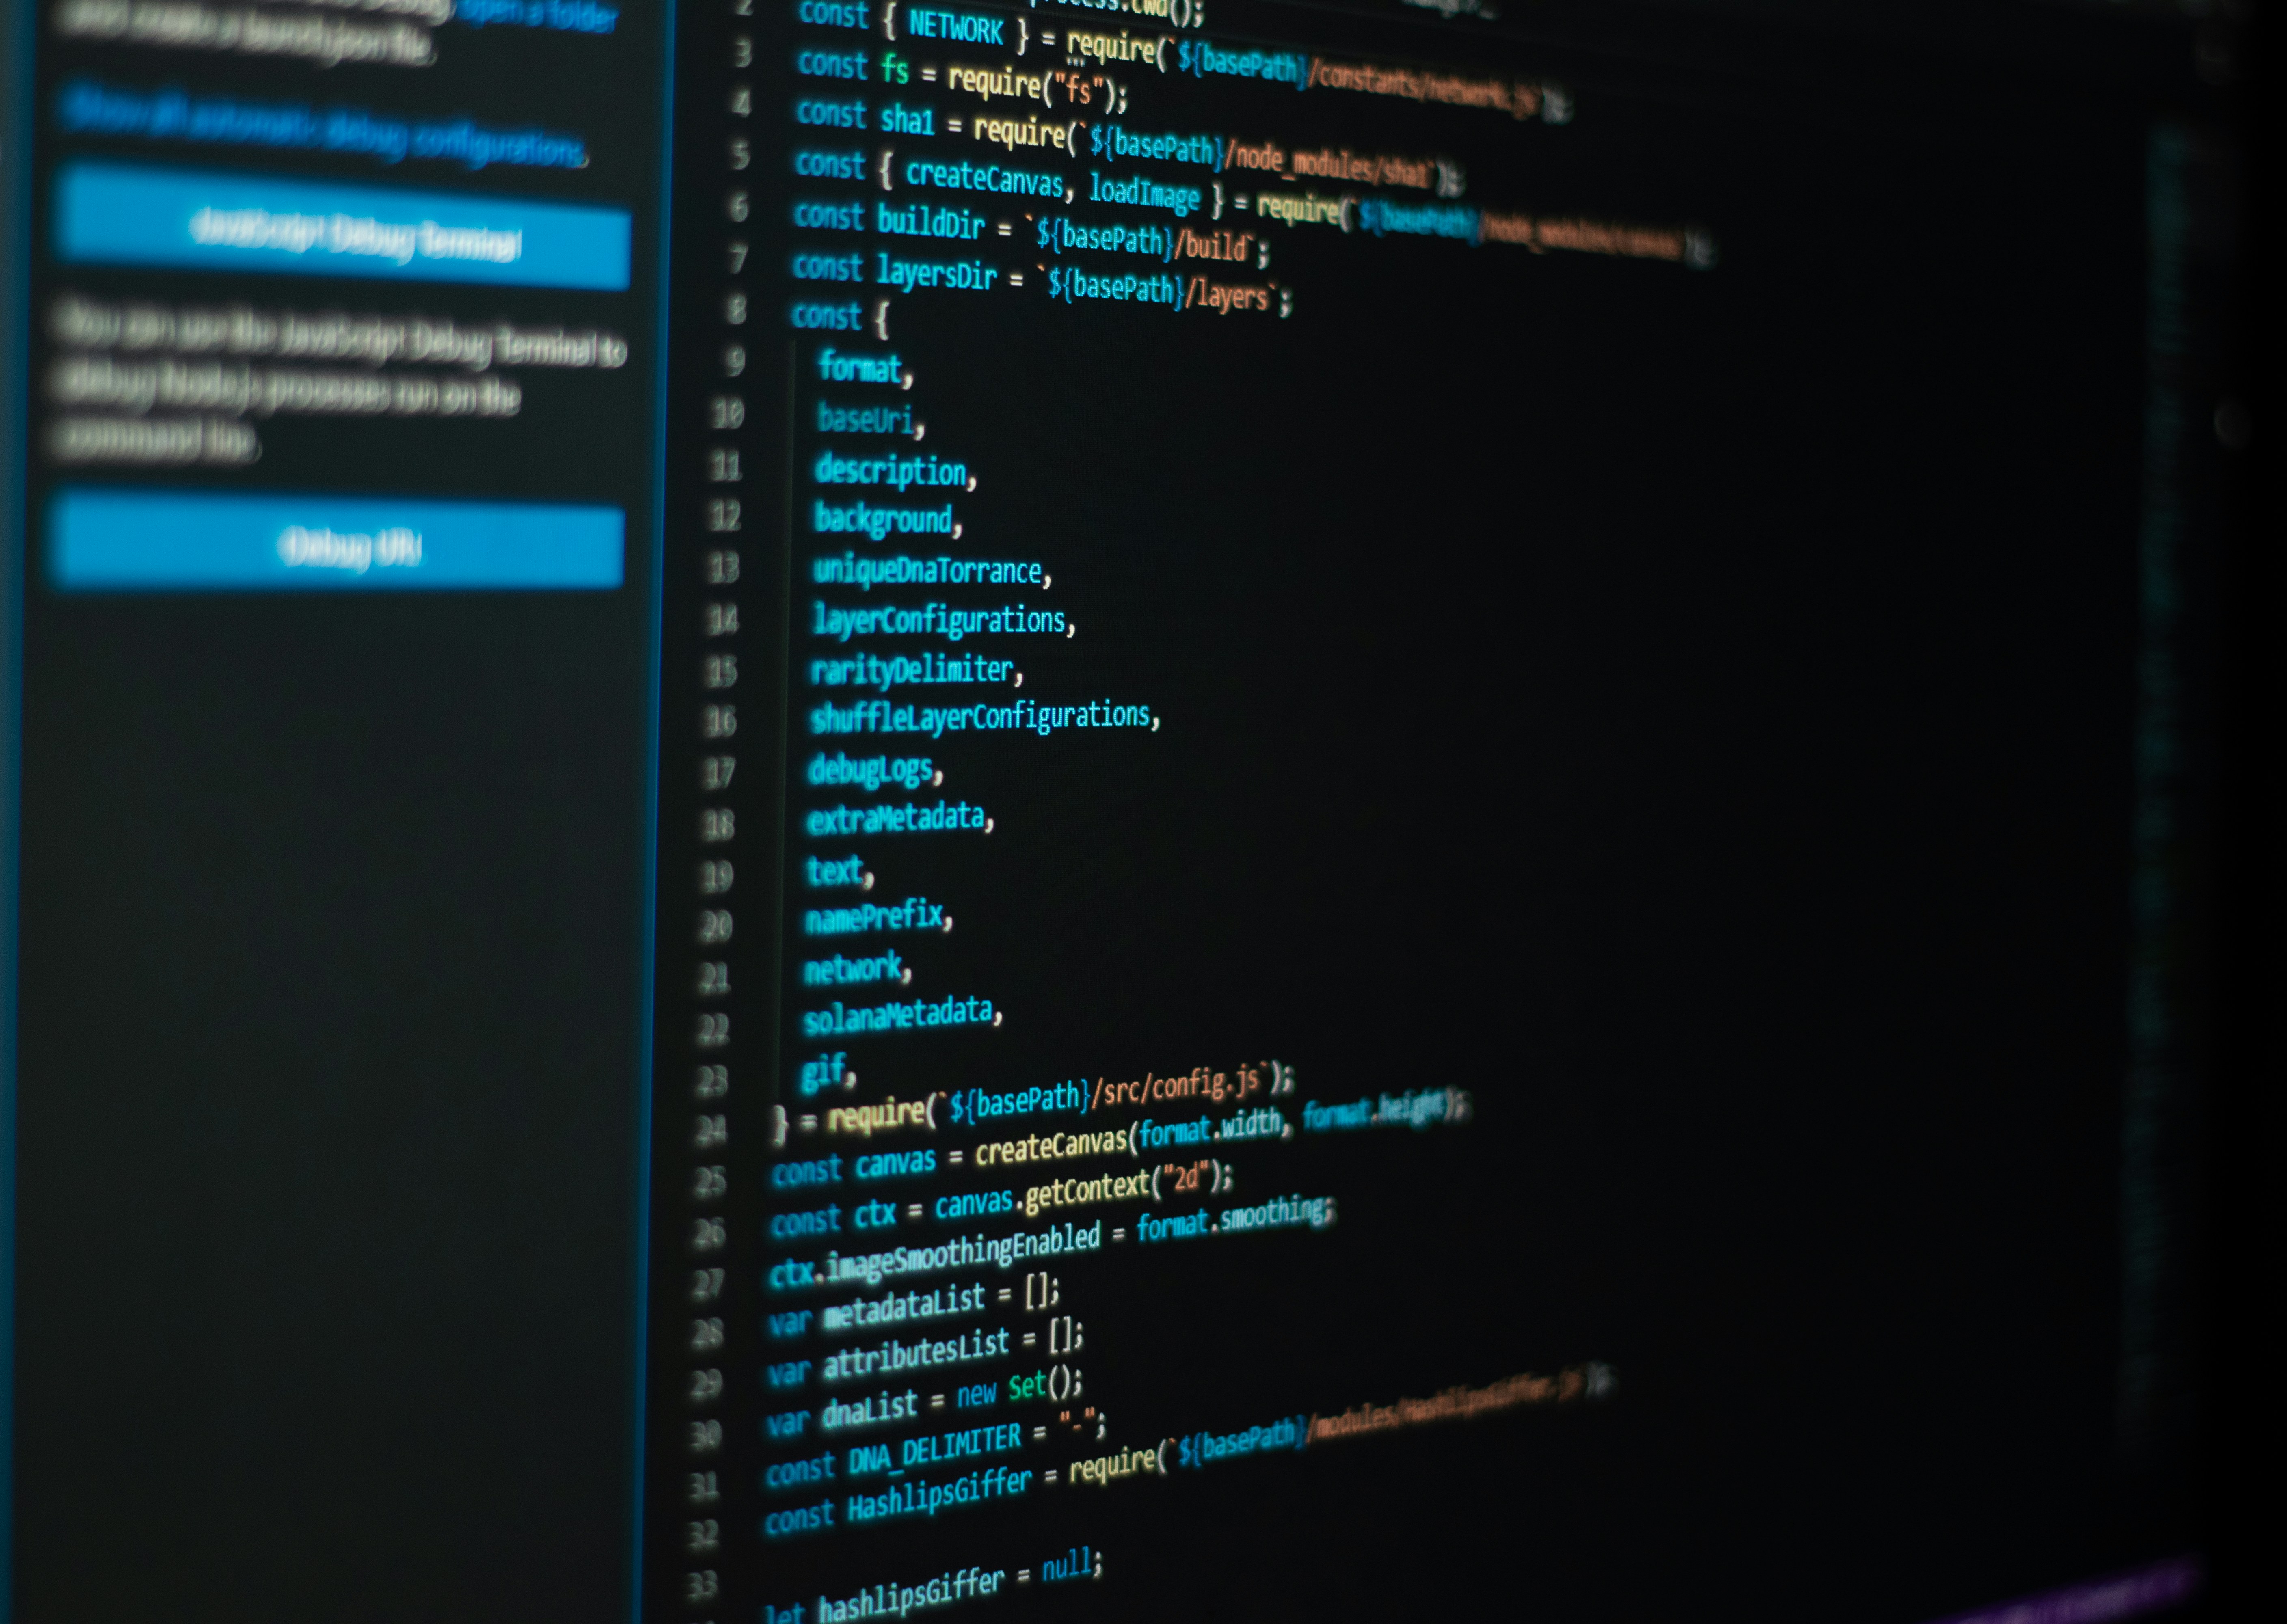 open a folder
and create a launch.json file.
Show all automatic debug configurations.
JavaScript Debug Terminal
You can use the JavaScript Debug Terminal to
debug Node.js processes run on the
command line.
Debug URL
process.cwd();
2 const { NETWORK } = require(`${basePath}/constants/network.js`);
3 const fs = require("fs");
4 const sha1 = require(`${basePath}/node_modules/sha1`);
5 const { createCanvas, loadImage } = require(`${basePath}/node_modules/canvas`);
6 const buildDir = `${basePath}/build`;
7 const layersDir = `${basePath}/layers`;
8 const {
9 format,
10 baseUri,
11 description,
12 background,
13 uniqueDnaTorrance,
14 layerConfigurations,
15 rarityDelimiter,
16 shuffleLayerConfigurations,
17 debugLogs,
18 extraMetadata,
19 text,
20 namePrefix,
21 network,
22 solanaMetadata,
23 gif,
24 } = require(`${basePath}/src/config.js`);
25 const canvas = createCanvas(format.width, format.height);
26 const ctx = canvas.getContext("2d");
27 ctx.imageSmoothingEnabled = format.smoothing;
28 var metadataList = [];
29 var attributesList = [];
30 var dnaList = new Set();
31 const DNA_DELIMITER = "-";
32 const HashlipsGiffer = require(`${basePath}/modules/HashlipsGiffer.js`);
33
let hashlipsGiffer = null;